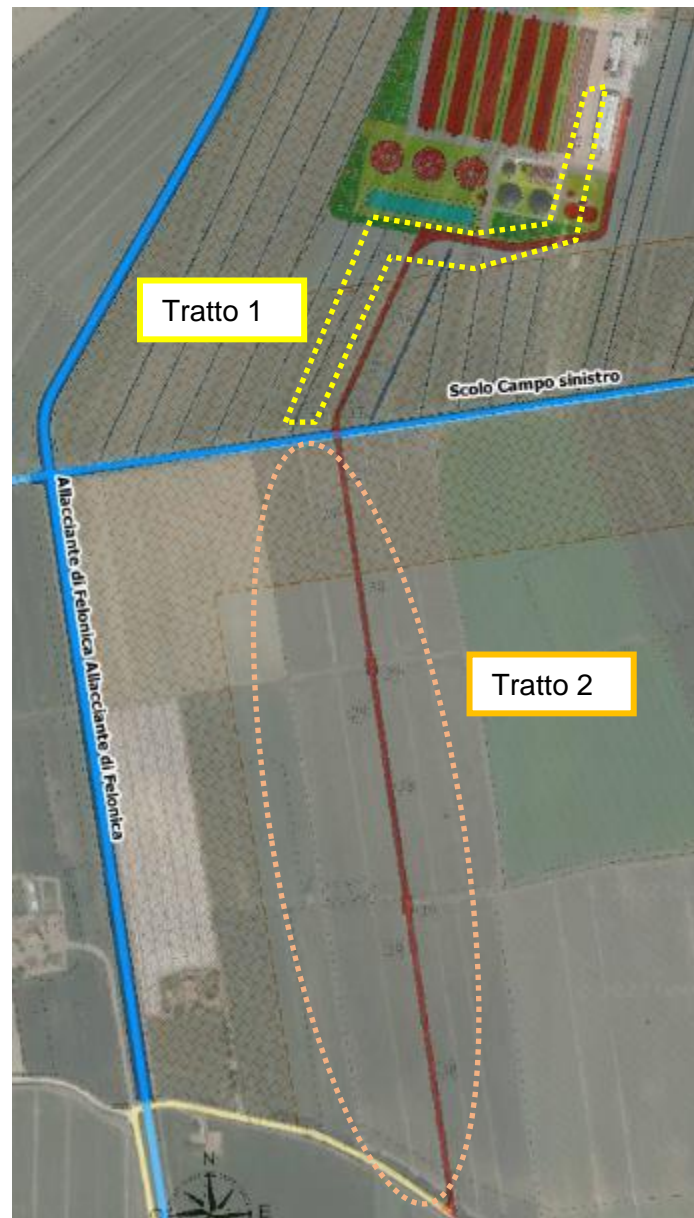 Tratto 1
Scolo Campo sinistro
Allacciante di Felonica Allacciante di Felonica
Tratto 2
N
E